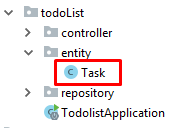 todoList
controller
entity
Task
repository
TodolistApplication